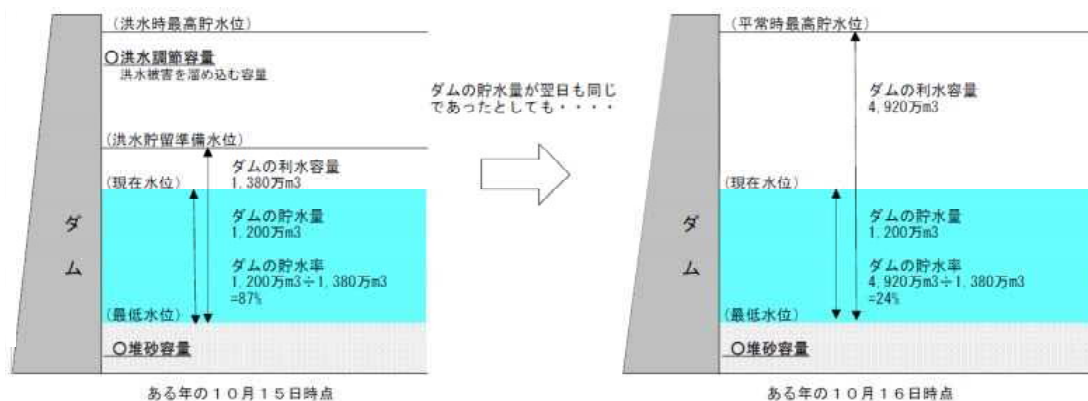 (洪水時最高貯水位)
○洪水調節容量
洪水被害を溜め込む容量
(洪水貯留準備水位)
ダムの利水容量
1,380万m3
(現在水位)
ダムの貯水量
1,200万m3
ダムの貯水率
1,200万m3÷1,380万m3
=87%
(最低水位)
○堆砂容量
ダム
ある年の10月15日時点
ダムの貯水量が翌日も同じ
であったとしても・・・・
(平常時最高貯水位)
ダムの利水容量
4,920万m3
(現在水位)
ダムの貯水量
1,200万m3
ダムの貯水率
4,920万m3÷1,380万m3
=24%
(最低水位)
○堆砂容量
ダム
ある年の10月16日時点